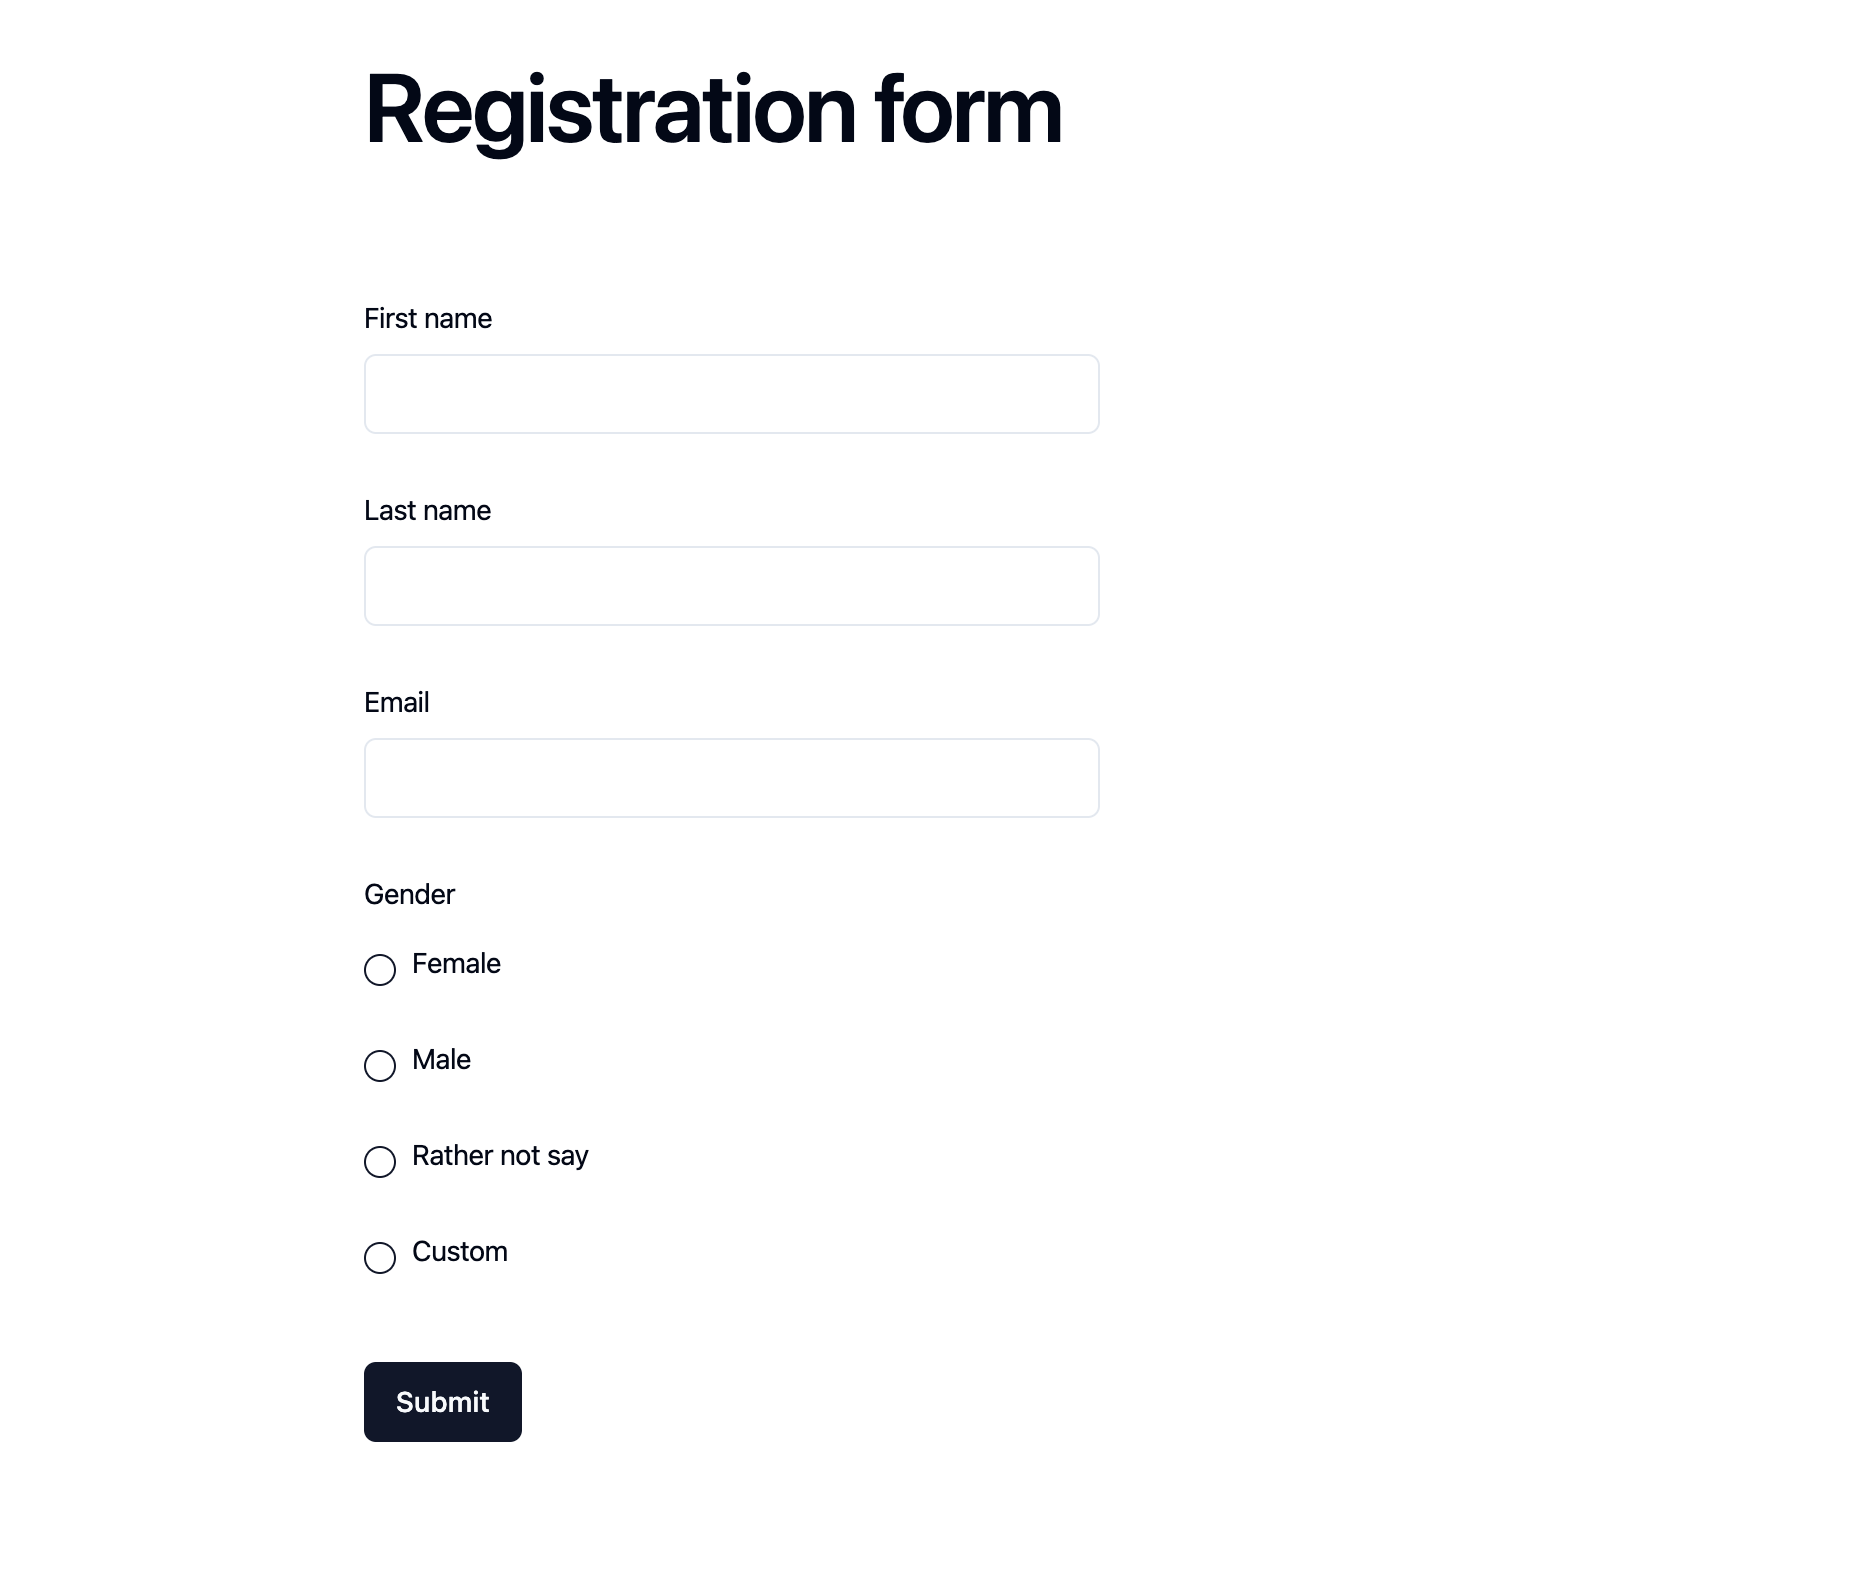 Registration form
First name
Last name
Email
Gender
Female
Male
Rather not say
Custom
Submit